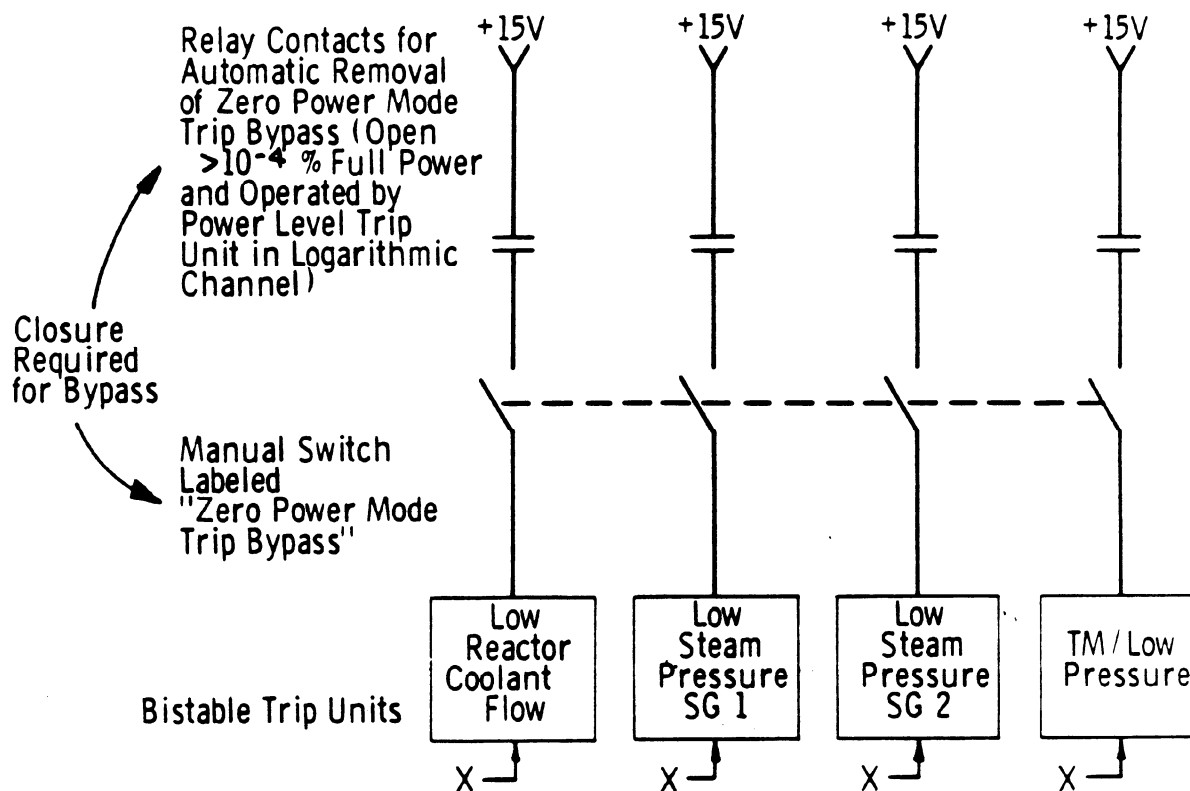 +15V
+15V
+15V
+15V
Relay Contacts for
Automatic Removal
of Zero Power Mode
Trip Bypass (Open
>10-4 % Full Power
and Operated by
Power Level Trip
Unit in Logarithmic
Channel)
Closure
Required
for Bypass
Manual Switch
Labeled
"Zero Power Mode
Trip Bypass"
Bistable Trip Units
Low
Reactor
Coolant
Flow
Low
Steam
Pressure
SG 1
Low
Steam
Pressure
SG 2
TM/Low
Pressure
X
X
X
X